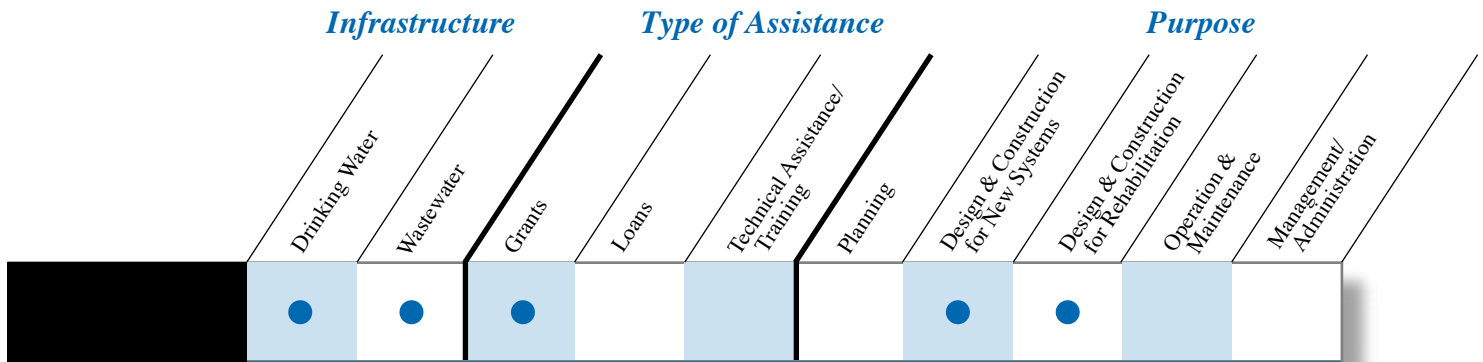 Infrastructure
Type of Assistance
Purpose
Drinking Water
Wastewater
Grants
Loans
Technical Assistance/
Training
Planning
Design & Construction
for New Systems
Design & Construction
for Rehabilitation
Operation &
Maintenance
Management/
Administration